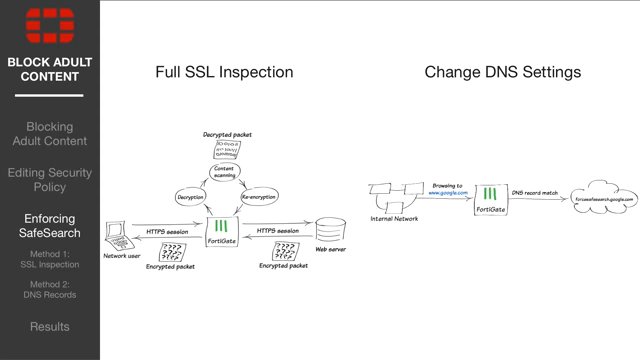 BLOCK ADULT
CONTENT
Blocking
Adult Content
Editing Security
Policy
Enforcing
SafeSearch
Method 1:
SSL Inspection
Method 2:
DNS Records
Results
Full SSL Inspection
Decrypted packet
Content
scanning
Decryption
Re-encryption
HTTPS session
FortiGate
HTTPS session
Network user
Web server
????
Encrypted packet
????
Encrypted packet
Change DNS Settings
Browsing to
www.google.com
DNS record match
forcesafesearch.google.com
Internal Network
FortiGate